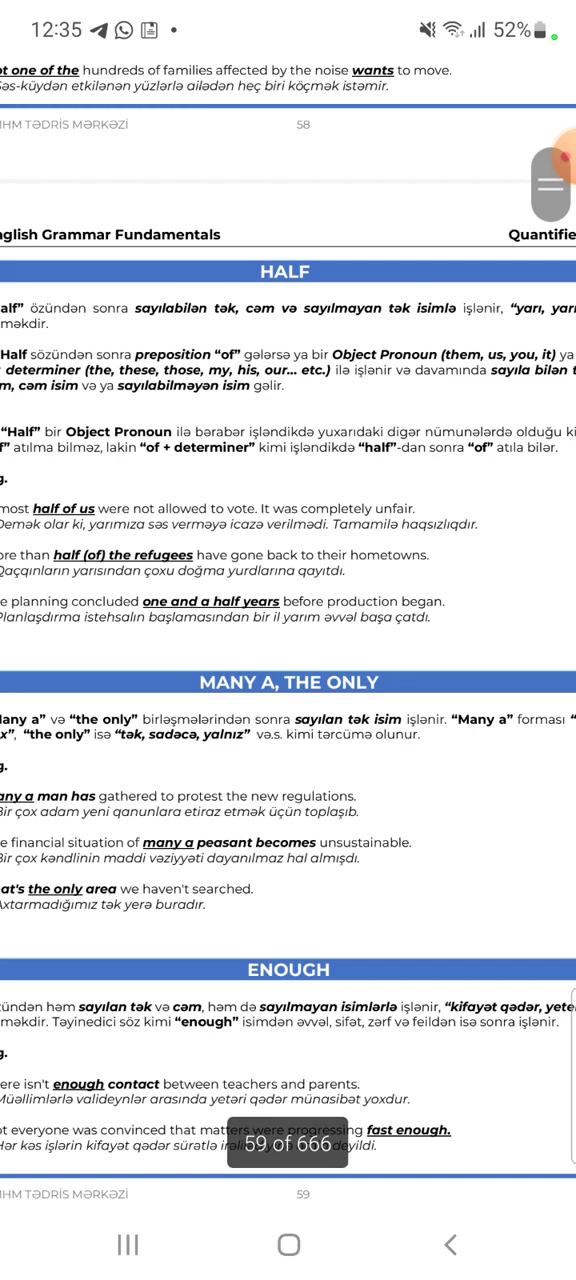 12:35
52%
ot one of the hundreds of families affected by the noise wants to move.
Səs-küydən etkilənən yüzlərlə ailədən heç biri köçmək istəmir.
MHM TƏDRİS MƏRKƏZİ 58
nglish Grammar Fundamentals Quantifie
HALF
alf” özündən sonra sayılabilən tək, cəm və sayılmayan tək isimlə işlənir, “yarı, yarı
məkdir.
Half sözündən sonra preposition “of” gələrsə ya bir Object Pronoun (them, us, you, it) ya
determiner (the, these, those, my, his, our... etc.) ilə işlənir və davamında sayıla bilən t
m, cəm isim və ya sayılabilməyən isim gəlir.
“Half” bir Object Pronoun ilə bərabər işləndikdə yuxarıdakı digər nümunələrdə olduğu ki
f” atılma bilməz, lakin “of + determiner” kimi işləndikdə “half”-dan sonra “of” atıla bilər.
g.
most half of us were not allowed to vote. It was completely unfair.
Demək olar ki, yarımıza səs verməyə icazə verilmədi. Tamamilə haqsızlıqdır.
ore than half (of) the refugees have gone back to their hometowns.
Qaçqınların yarısından çoxu doğma yurdlarına qayıtdı.
e planning concluded one and a half years before production began.
Planlaşdırma istehsalın başlamasından bir il yarım əvvəl başa çatdı.
MANY A, THE ONLY
Many a” və “the only” birləşmələrindən sonra sayılan tək isim işlənir. “Many a” forması “
x”, “the only” isə “tək, sadəcə, yalnız” və.s. kimi tərcümə olunur.
g.
any a man has gathered to protest the new regulations.
Bir çox adam yeni qanunlara etiraz etmək üçün toplaşıb.
e financial situation of many a peasant becomes unsustainable.
Bir çox kəndlinin maddi vəziyyəti dayanılmaz hal almışdı.
at's the only area we haven't searched.
Axtarmadığımız tək yerə buradır.
ENOUGH
zündən həm sayılan tək və cəm, həm də sayılmayan isimlərlə işlənir, “kifayət qədər, yete
məkdir. Təyinedici söz kimi “enough” isimdən əvvəl, sifət, zərf və feildən isə sonra işlənir.
g.
ere isn't enough contact between teachers and parents.
Müəllimlərlə valideynlər arasında yetəri qədər münasibət yoxdur.
ot everyone was convinced that matters were progressing fast enough.
Hər kəs işlərin kifayət qədər sürətlə deyildi.
59 of 666
MHM TƏDRİS MƏRKƏZİ 59